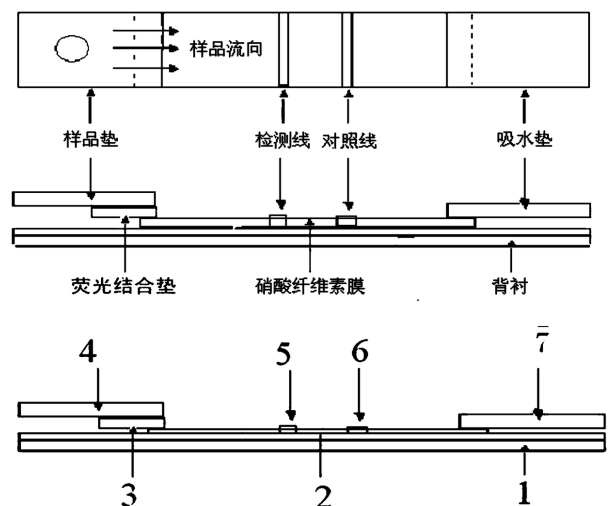 样品流向
样品垫 检测线 对照线 吸水垫
荧光结合垫 硝酸纤维素膜 背衬
4 5 6 7
3 2 1